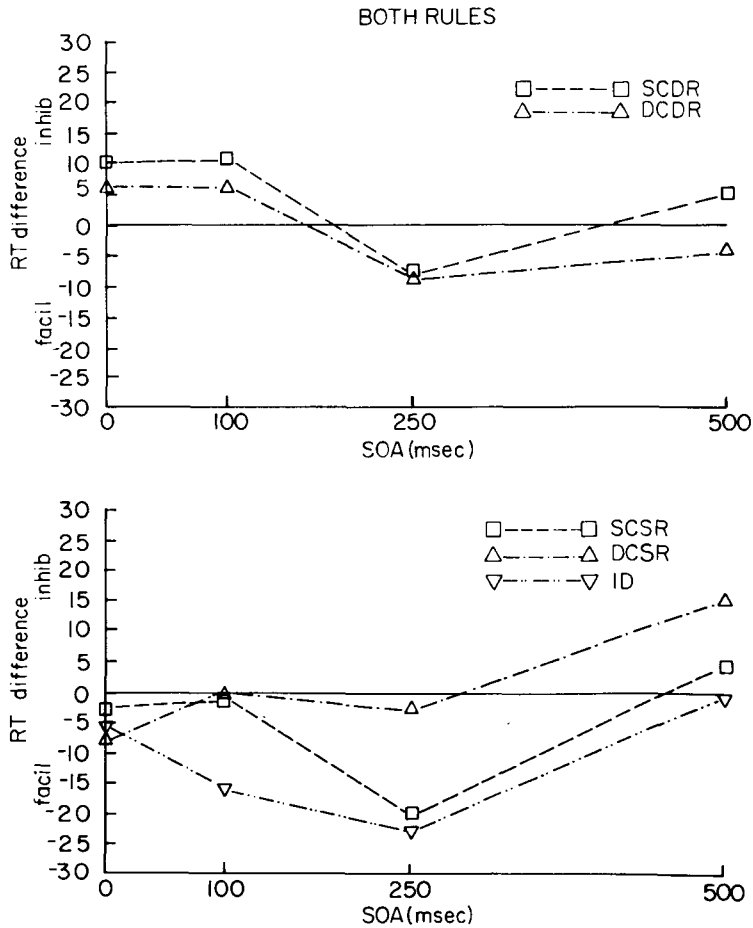 BOTH RULES
30
25
20
15
10
5
0
-5
-10
-15
-20
-25
-30
RT difference
inhib
facil
SCDR
DCDR
0 100 250 500
SOA (msec)
30
25
20
15
10
5
0
-5
-10
-15
-20
-25
-30
RT difference
inhib
facil
SCSR
DCSR
ID
0 100 250 500
SOA (msec)